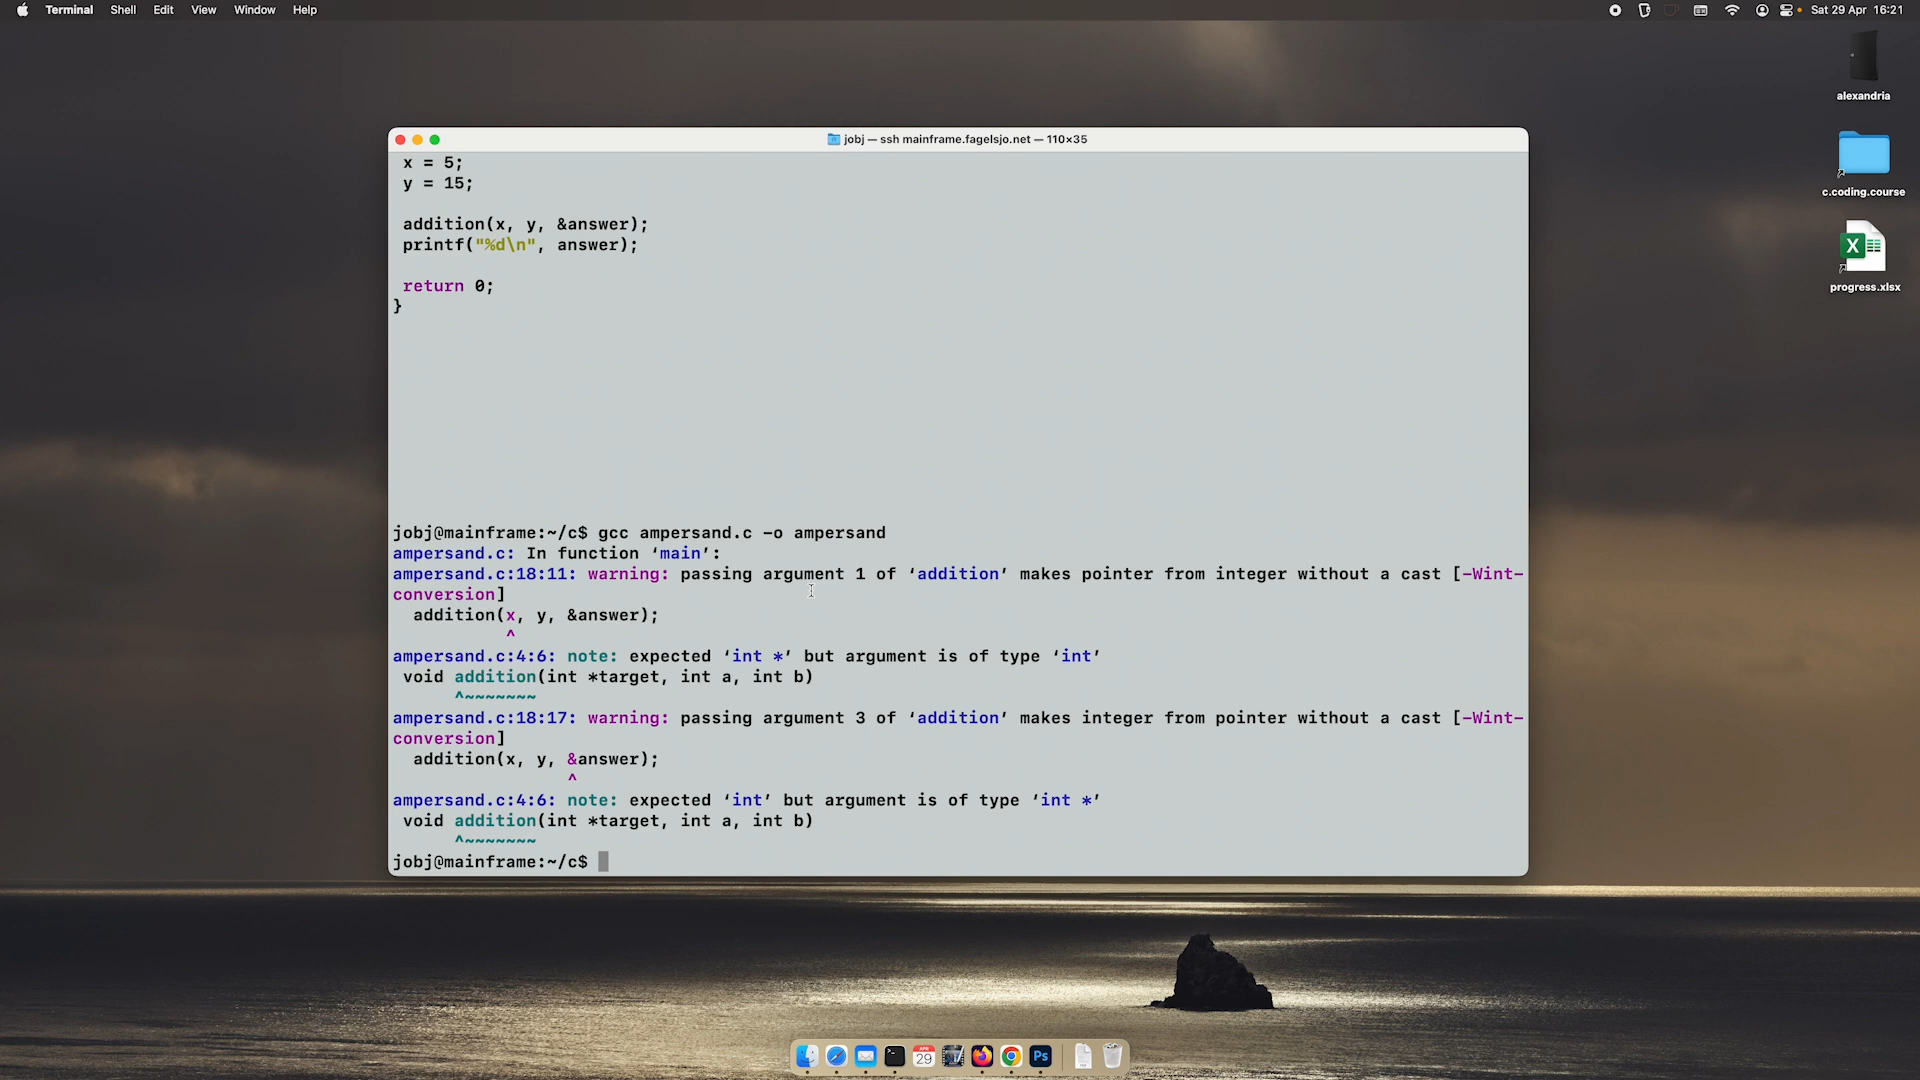 Terminal Shell Edit View Window Help Sat 29 Apr 16:21
alexandria
c.coding.course
progress.xlsx
jobj — ssh mainframe.fagelsjo.net — 110×35
x = 5;
y = 15;
addition(x, y, &answer);
printf("%d\n", answer);
return 0;
}
jobj@mainframe:~/c$ gcc ampersand.c -o ampersand
ampersand.c: In function ‘main’:
ampersand.c:18:11: warning: passing argument 1 of ‘addition’ makes pointer from integer without a cast [-Wint-
conversion]
addition(x, y, &answer);
^
ampersand.c:4:6: note: expected ‘int *’ but argument is of type ‘int’
void addition(int *target, int a, int b)
^~~~~~~~
ampersand.c:18:17: warning: passing argument 3 of ‘addition’ makes integer from pointer without a cast [-Wint-
conversion]
addition(x, y, &answer);
^
ampersand.c:4:6: note: expected ‘int’ but argument is of type ‘int *’
void addition(int *target, int a, int b)
^~~~~~~~
jobj@mainframe:~/c$
APR
29
Ps